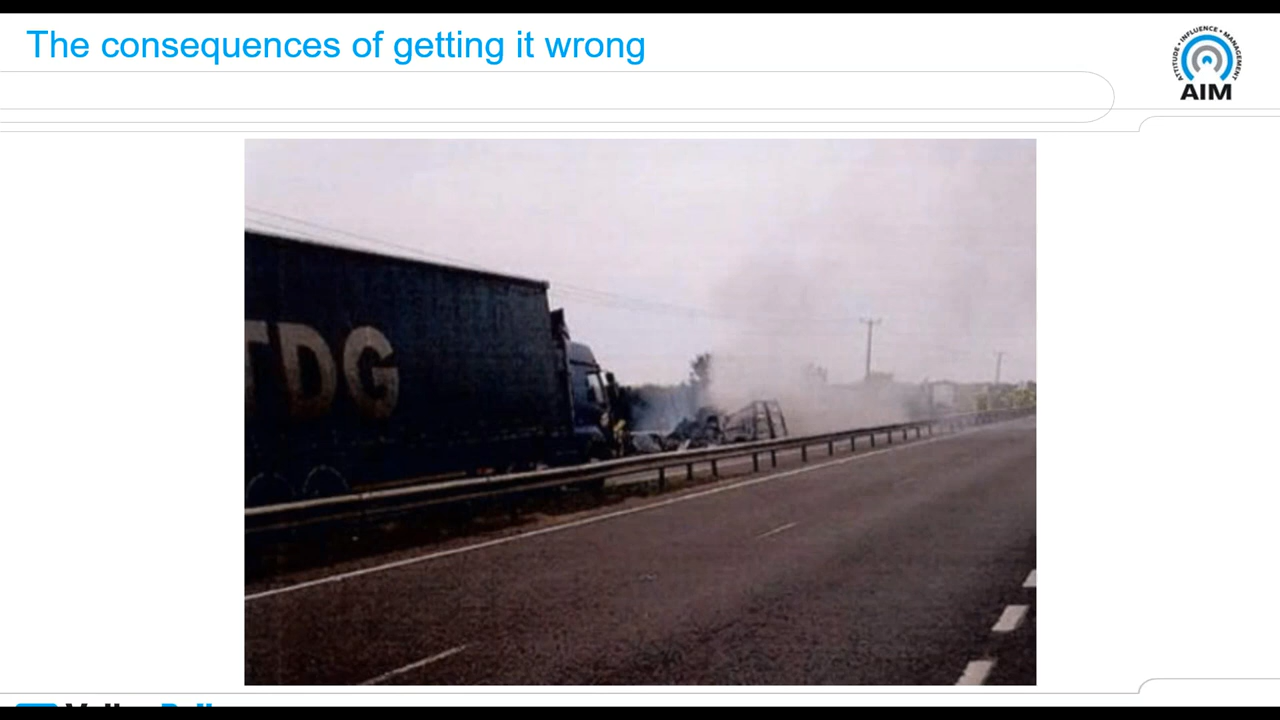 The consequences of getting it wrong
ATTITUDE • INFLUENCE • MANAGEMENT
AIM
TDG